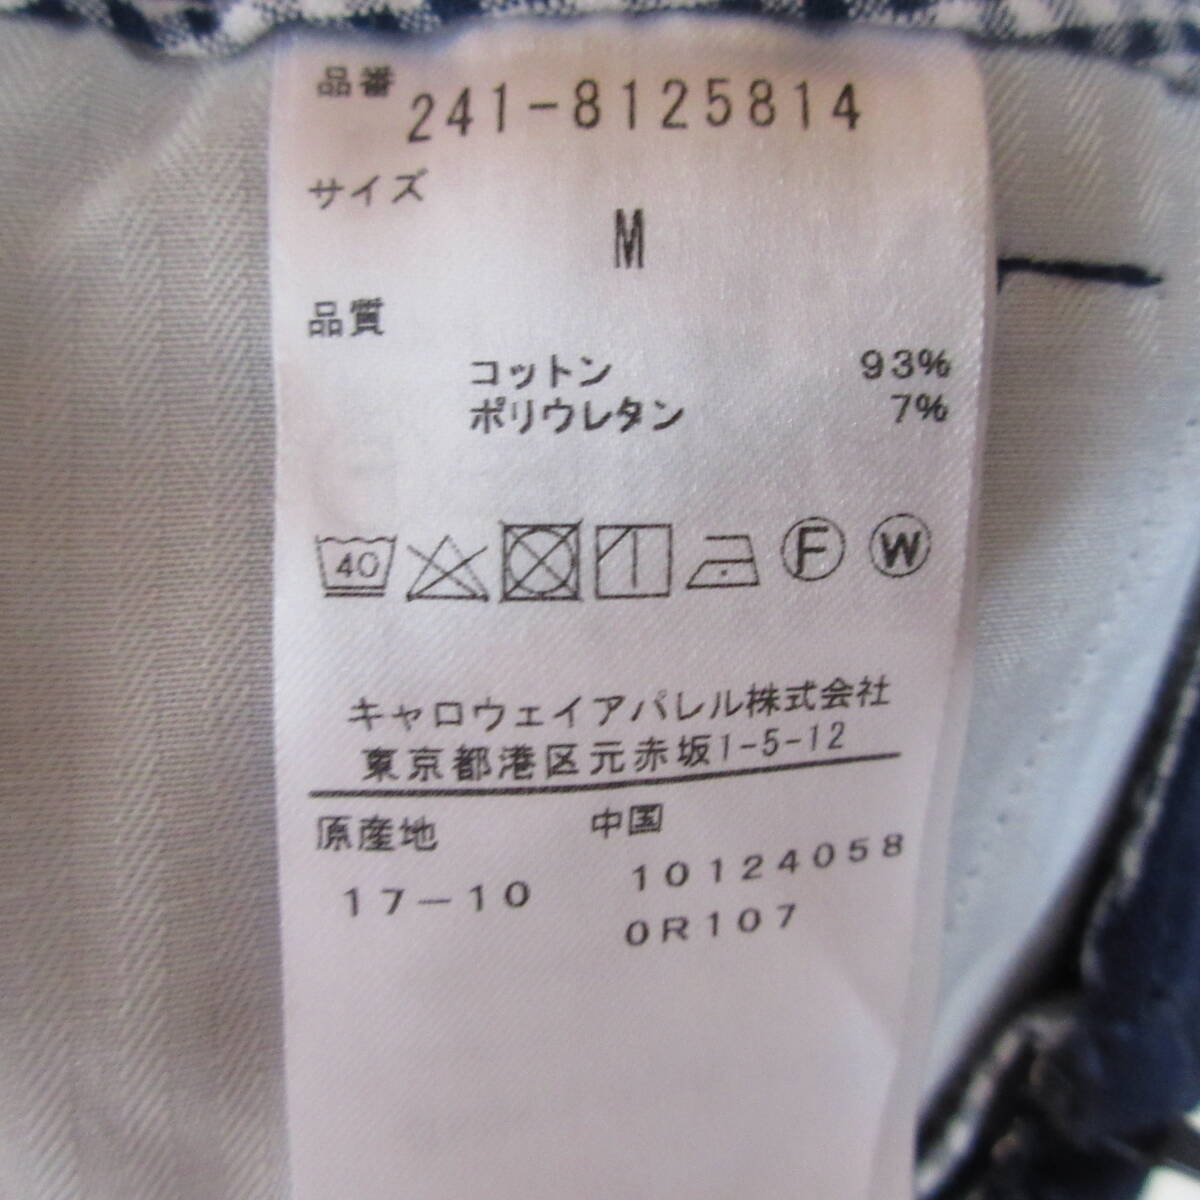 品番 241-8125814
サイズ
M
品質
コットン 93%
ポリウレタン 7%
40 F W
キャロウェイアパレル株式会社
東京都港区元赤坂1-5-12
原産地 中国
17-10 10124058
0R107